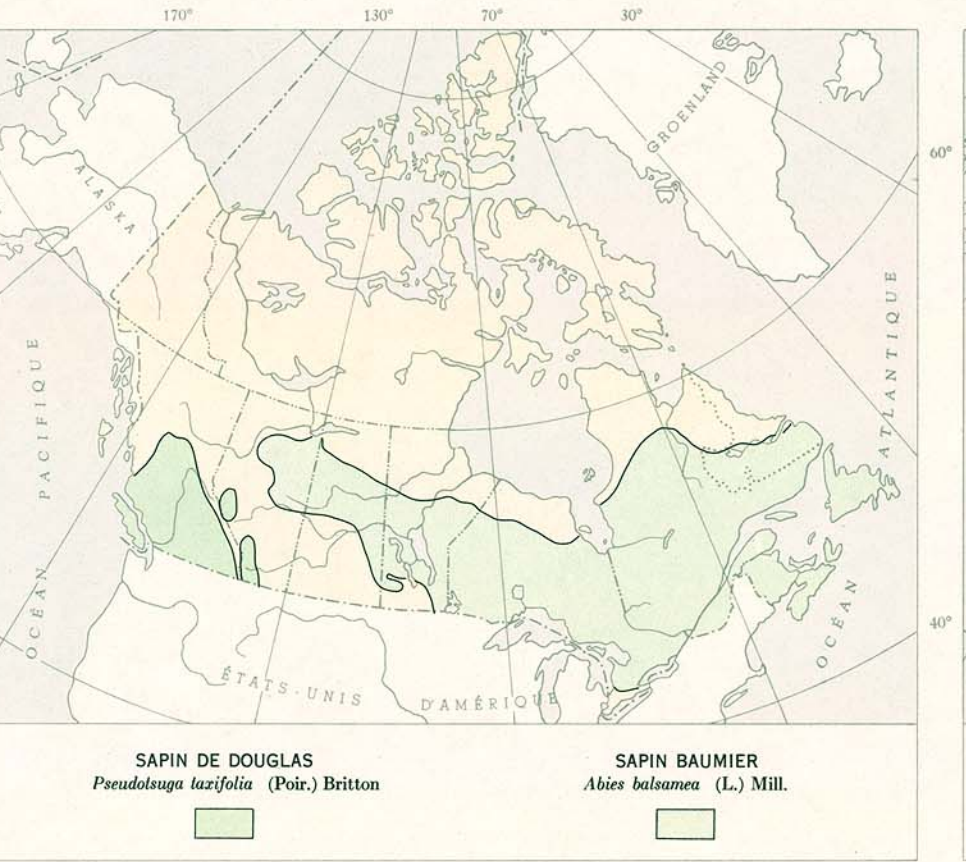 170° 130° 70° 30°
GROENLAND
60°
ALASKA
ATLANTIQUE
OCÉAN PACIFIQUE
OCÉAN
40°
ÉTATS-UNIS D'AMÉRIQUE
SAPIN DE DOUGLAS
Pseudotsuga taxifolia (Poir.) Britton
SAPIN BAUMIER
Abies balsamea (L.) Mill.